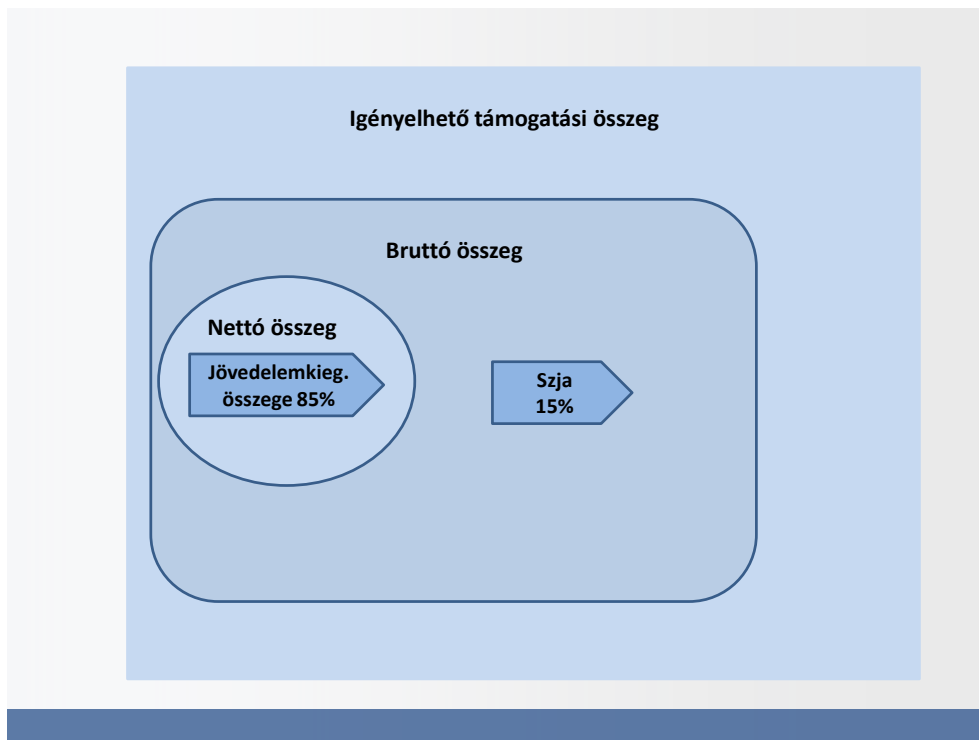 Igényelhető támogatási összeg
Bruttó összeg
Nettó összeg
Jövedelemkieg.
összege 85%
Szja
15%